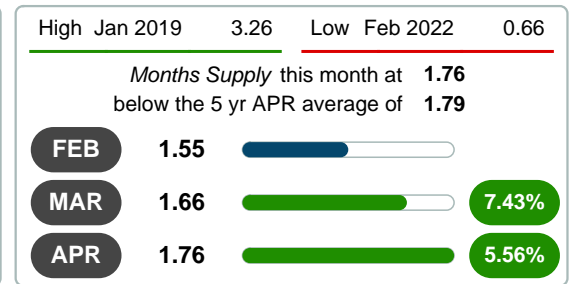 High Jan 2019 3.26 Low Feb 2022 0.66
Months Supply this month at 1.76
below the 5 yr APR average of 1.79
FEB 1.55
MAR 1.66 7.43%
APR 1.76 5.56%